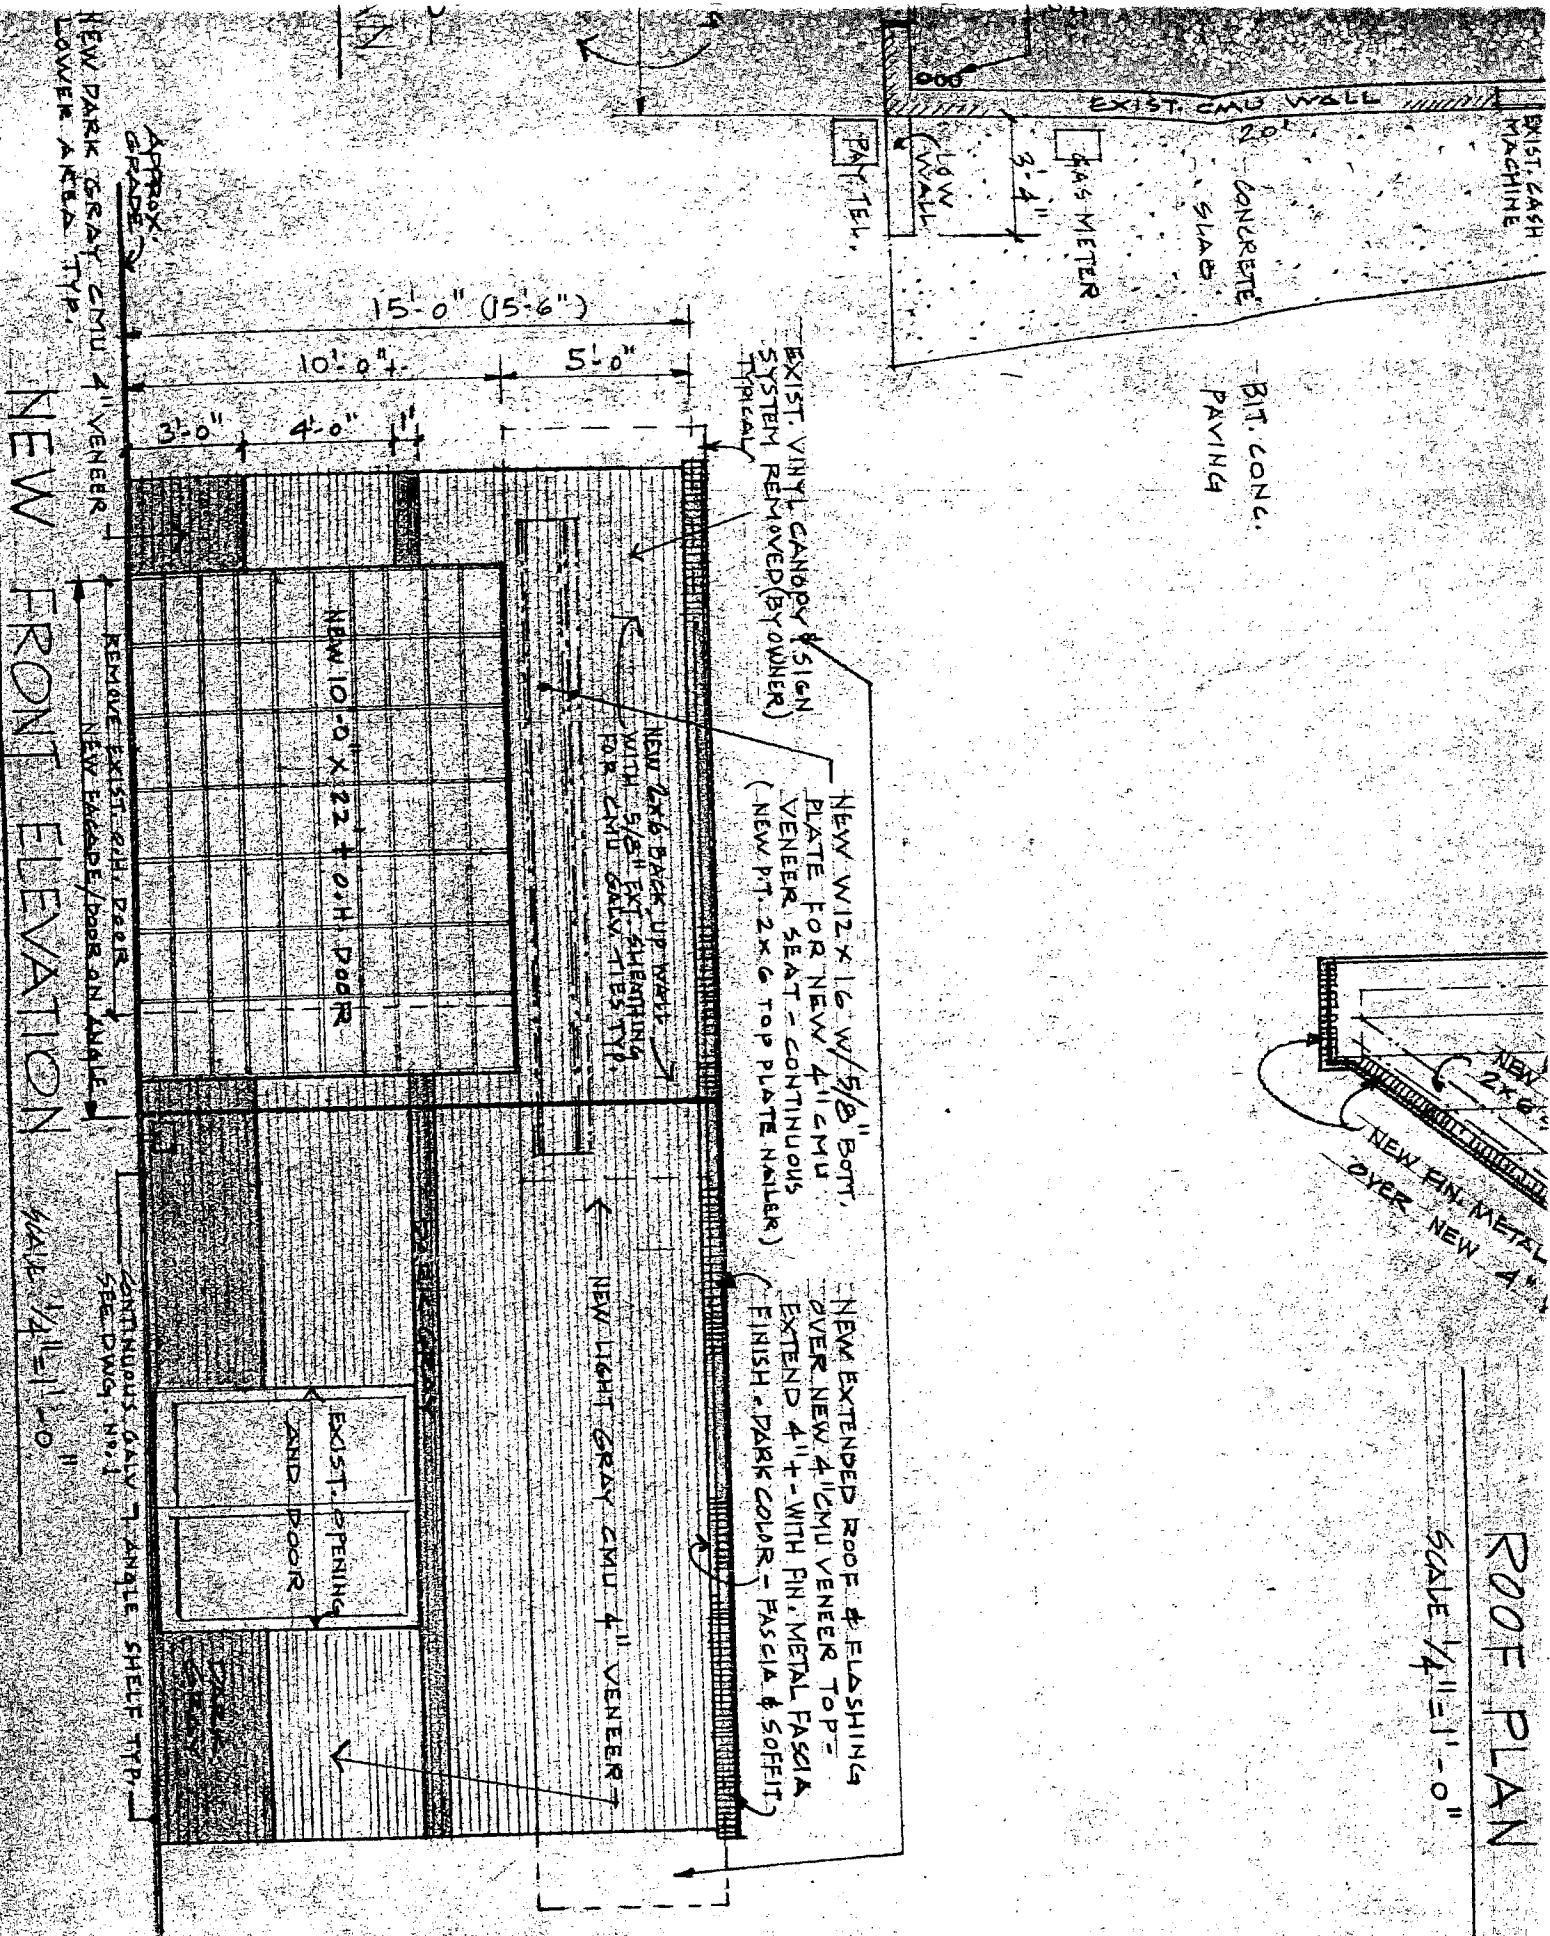 EXIST. CASH
MACHINE
EXIST. CMU WALL
20'
CONCRETE
SLAB
GAS METER
3'-4"
LOW
WALL
PAY. TEL.
BIT. CONC.
PAVING
NEW
2x6
NEW FIN. METAL
OVER NEW 4"
ROOF PLAN
SCALE 1/4"=1'-0"
EXIST. VINYL CANOPY & SIGN
SYSTEM REMOVED (BY OWNER)
TYPICAL
NEW W12 x 16 W/5/8" BOTT.
PLATE FOR NEW 4" CMU
VENEER SEAT - CONTINUOUS
(NEW P.T. 2x6 TOP PLATE NAILER)
NEW EXTENDED ROOF & FLASHING
OVER NEW 4" CMU VENEER TOP-
EXTEND 4"+- WITH FIN. METAL FASCIA
FINISH - DARK COLOR - FASCIA & SOFFIT
15'-0" (15'-6")
10'-0"+-
5'-0"
3'-0"
4'-0"
1'
NEW 2x6 BACK UP WALL
WITH 5/8" EXT. SHEATHING
FOR CMU GALV. TIES TYP.
NEW 10'-0" x 22'+- O.H. DOOR
NEW LIGHT GRAY CMU 4" VENEER
DARK GRAY
EXIST. OPENING
AND DOOR
DARK
GRAY
APPROX.
GRADE
NEW DARK GRAY CMU 4" VENEER
LOWER AREA TYP.
REMOVE EXIST. O.H. DOOR
NEW FACADE/DOOR ON ANGLE
CONTINUOUS GALV. ANGLE SHELF TYP.
SEE DWG. NO. 1
NEW FRONT ELEVATION SCALE 1/4"=1'-0"